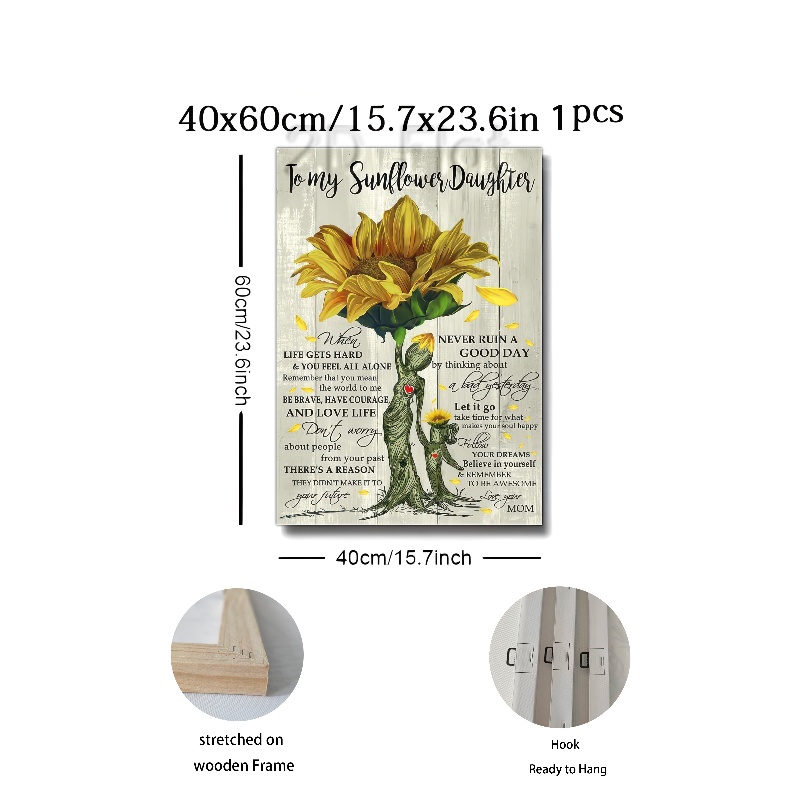 40x60cm/15.7x23.6in 1pcs
60cm/23.6inch
To my Sunflower Daughter
When
LIFE GETS HARD
& YOU FEEL ALL ALONE
Remember that you mean
the world to me
BE BRAVE, HAVE COURAGE
AND LOVE LIFE
Don't worry
about people
from your past
THERE'S A REASON
THEY DIDN'T MAKE IT TO
your future
NEVER RUIN A
GOOD DAY
by thinking about
a bad yesterday
Let it go
take time for what
makes your soul happy
Follow
YOUR DREAMS
Believe in yourself
& REMEMBER
TO BE AWESOME
Love your
MOM
40cm/15.7inch
stretched on
wooden Frame
Hook
Ready to Hang